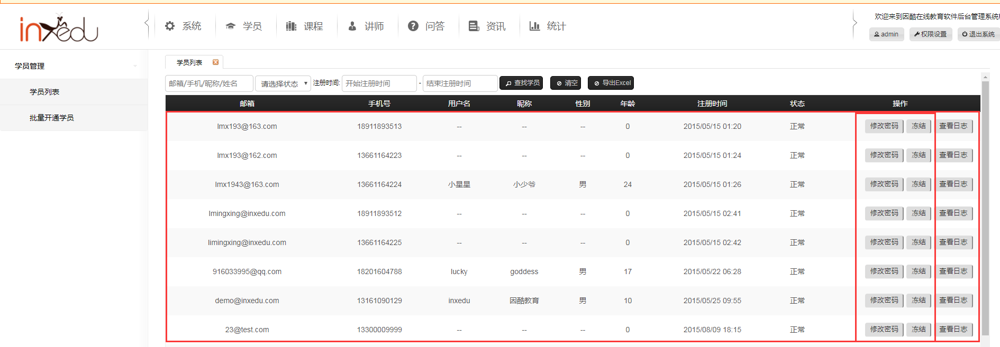 inxedu 系统 学员 课程 讲师 问答 资讯 统计 欢迎来到因酷在线教育软件后台管理系统
admin 权限设置 退出系统
学员管理
学员列表
批量开通学员
学员列表
邮箱/手机/昵称/姓名 请选择状态 注册时间: 开始注册时间 - 结束注册时间 查找学员 清空 导出Excel
邮箱 手机号 用户名 昵称 性别 年龄 注册时间 状态 操作
lmx193@163.com 18911893513 -- -- -- 0 2015/05/15 01:20 正常 修改密码 冻结 查看日志
lmx193@162.com 13661164223 -- -- -- 0 2015/05/15 01:24 正常 修改密码 冻结 查看日志
lmx1943@163.com 13661164224 小星星 小少爷 男 24 2015/05/15 01:26 正常 修改密码 冻结 查看日志
lmingxing@inxedu.com 18911893512 -- -- -- 0 2015/05/15 02:41 正常 修改密码 冻结 查看日志
limingxing@inxedu.com 13661164225 -- -- -- 0 2015/05/15 02:42 正常 修改密码 冻结 查看日志
916033995@qq.com 18201604788 lucky goddess 男 17 2015/05/22 06:28 正常 修改密码 冻结 查看日志
demo@inxedu.com 13161090129 inxedu 因酷教育 男 10 2015/05/25 09:55 正常 修改密码 冻结 查看日志
23@test.com 13300009999 -- -- -- 0 2015/08/09 18:15 正常 修改密码 冻结 查看日志